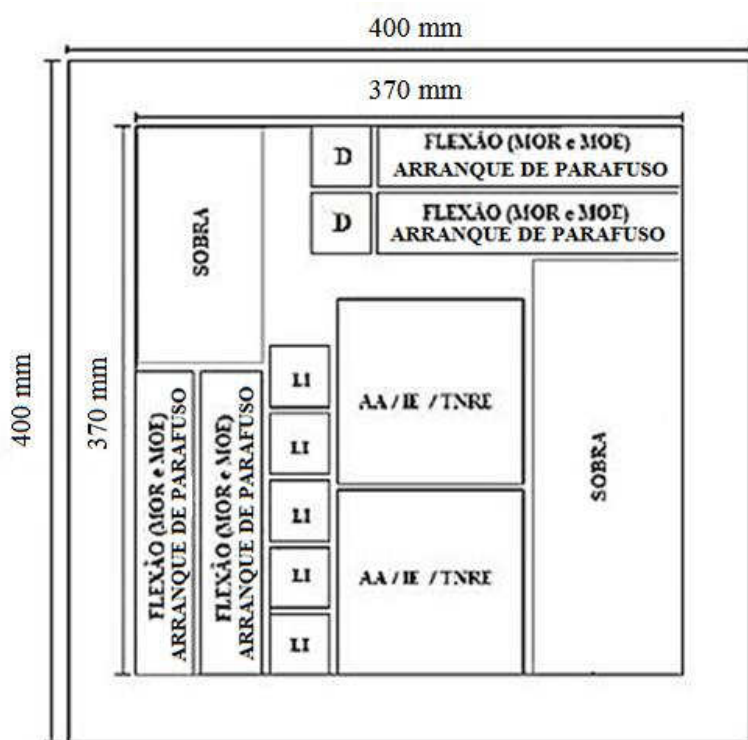 400 mm
370 mm
400 mm
370 mm
SOBRA
D
FLEXÃO (MOR e MOE)
ARRANQUE DE PARAFUSO
D
FLEXÃO (MOR e MOE)
ARRANQUE DE PARAFUSO
FLEXÃO (MOR e MOE)
ARRANQUE DE PARAFUSO
FLEXÃO (MOR e MOE)
ARRANQUE DE PARAFUSO
LI
LI
LI
LI
LI
AA / IE / TNRE
AA / IE / TNRE
SOBRA